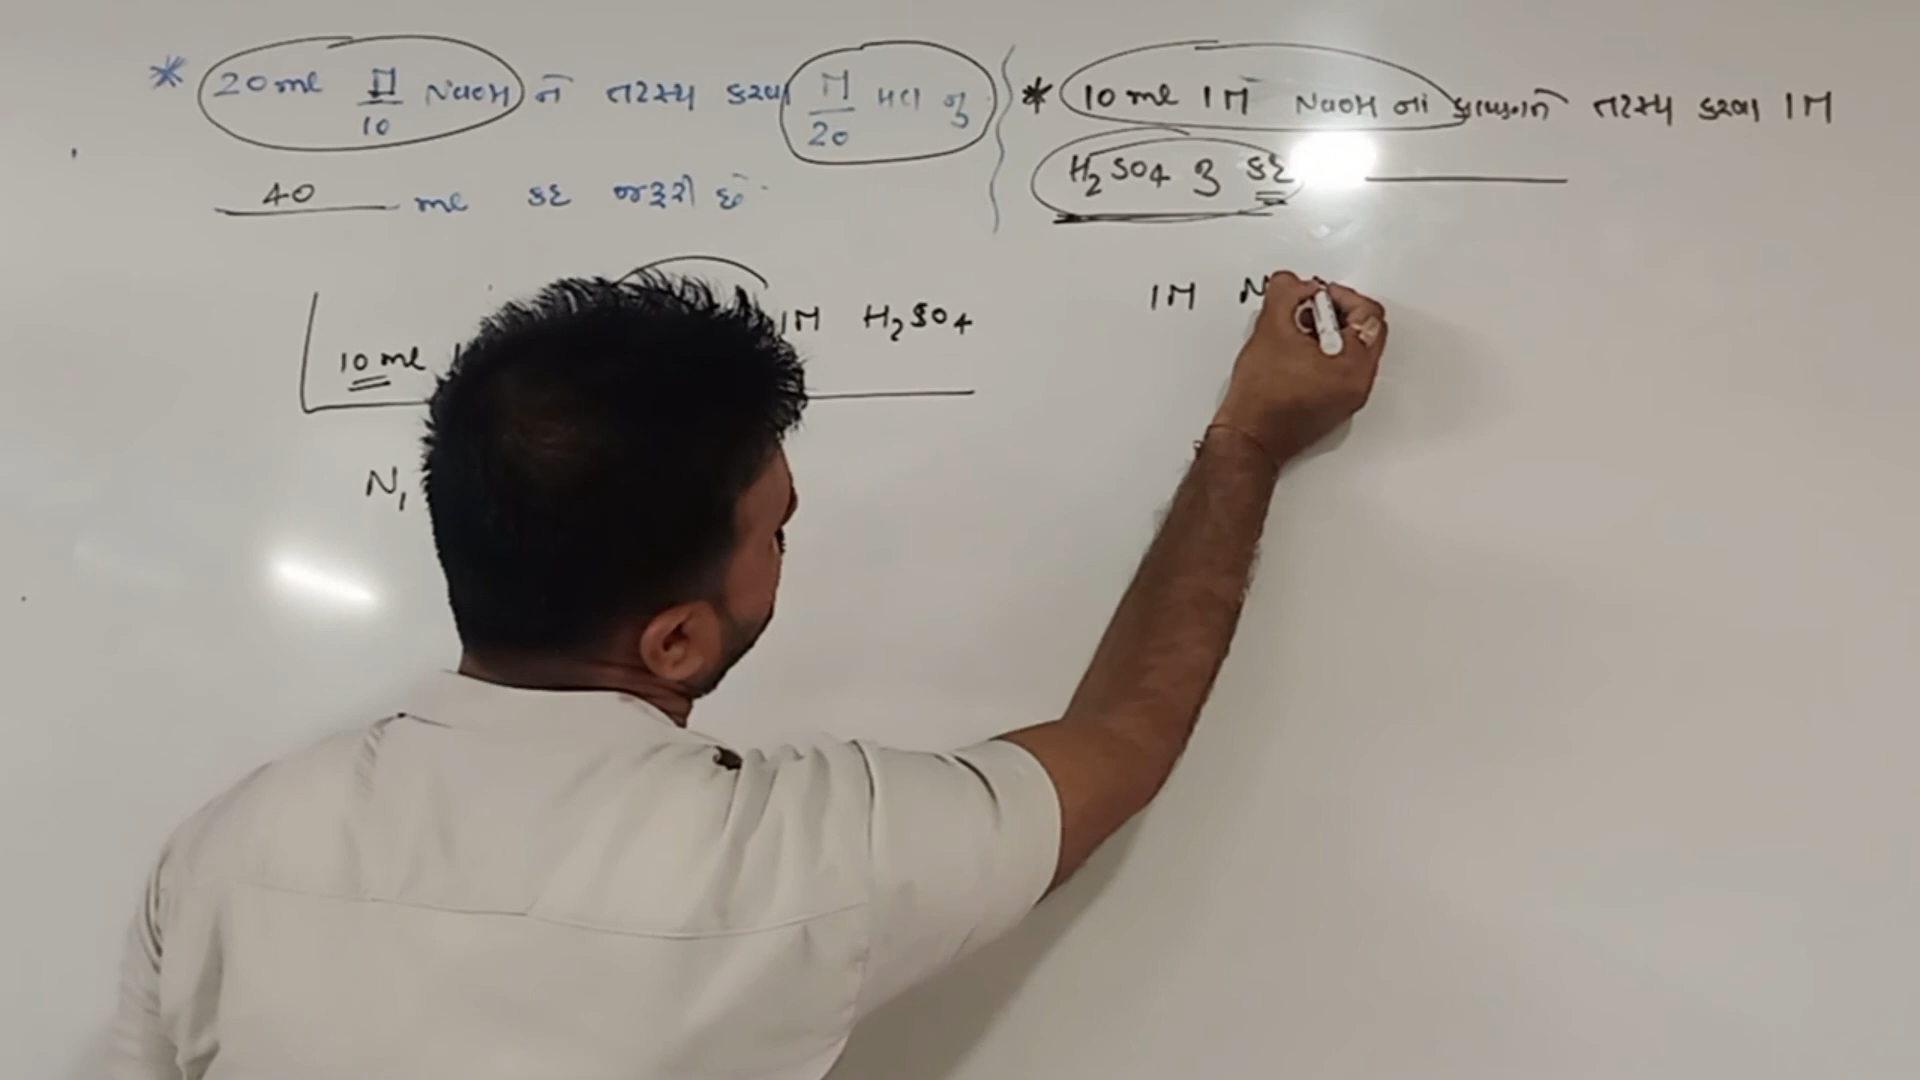 * 20 ml M/10 NaOH ને તટસ્થ કરવા M/20 HCl નું
40 ml કદ જરૂરી છે.
* 10 ml 1M NaOH નાં દ્રાવણને તટસ્થ કરવા 1M
H₂SO₄ નું કદ
10 ml
1M H₂SO₄
N₁
1M N